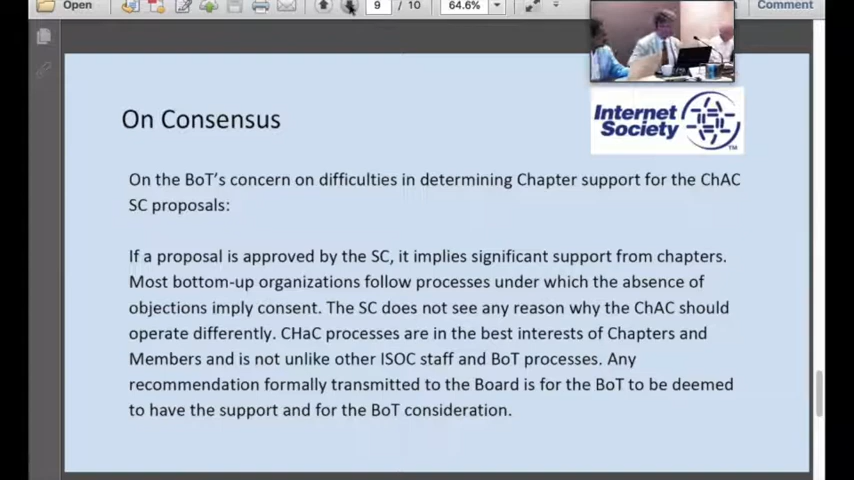 Open
9 / 10
64.6%
Comment
On Consensus
Internet
Society
TM
On the BoT's concern on difficulties in determining Chapter support for the ChAC
SC proposals:
If a proposal is approved by the SC, it implies significant support from chapters.
Most bottom-up organizations follow processes under which the absence of
objections imply consent. The SC does not see any reason why the ChAC should
operate differently. CHaC processes are in the best interests of Chapters and
Members and is not unlike other ISOC staff and BoT processes. Any
recommendation formally transmitted to the Board is for the BoT to be deemed
to have the support and for the BoT consideration.